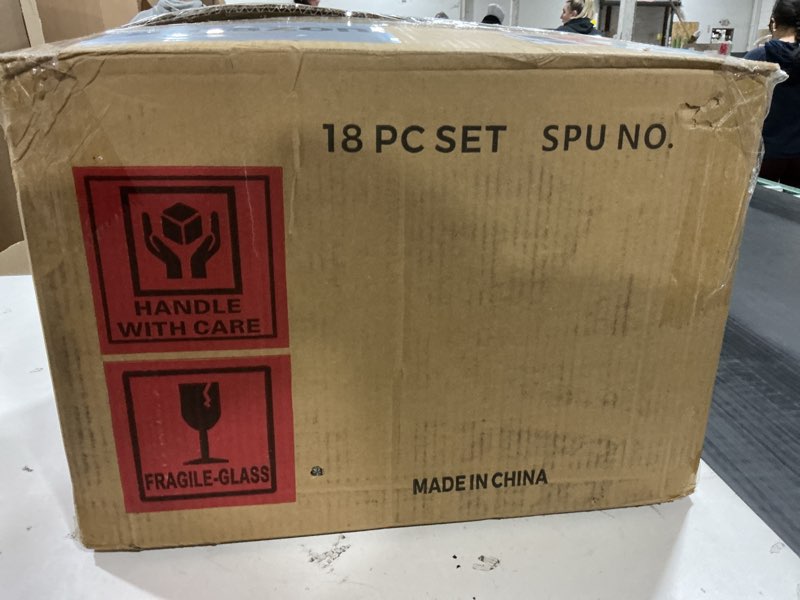 18 PC SET SPU NO.
HANDLE
WITH CARE
FRAGILE-GLASS
MADE IN CHINA